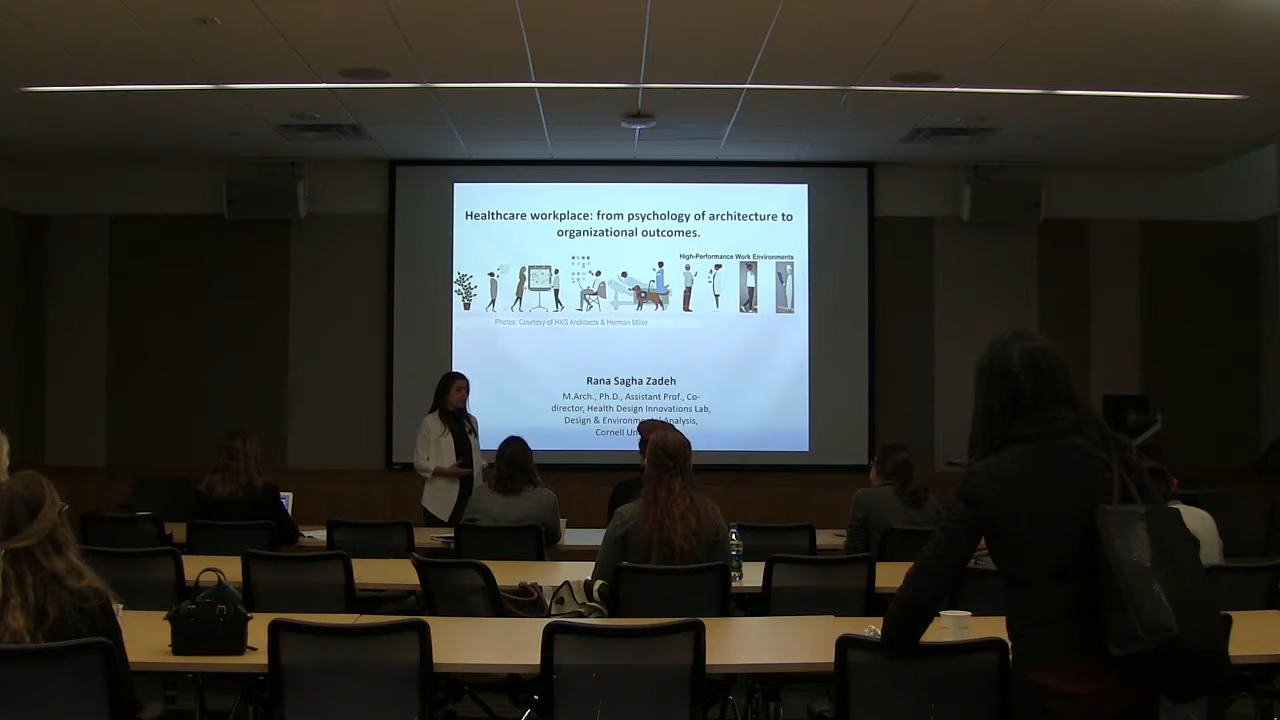 Healthcare workplace: from psychology of architecture to
organizational outcomes.
High-Performance Work Environments
Photos: Courtesy of HKS Architects & Herman Miller
Rana Sagha Zadeh
M.Arch., Ph.D., Assistant Prof., Co-
director, Health Design Innovations Lab,
Design & Environmental Analysis,
Cornell